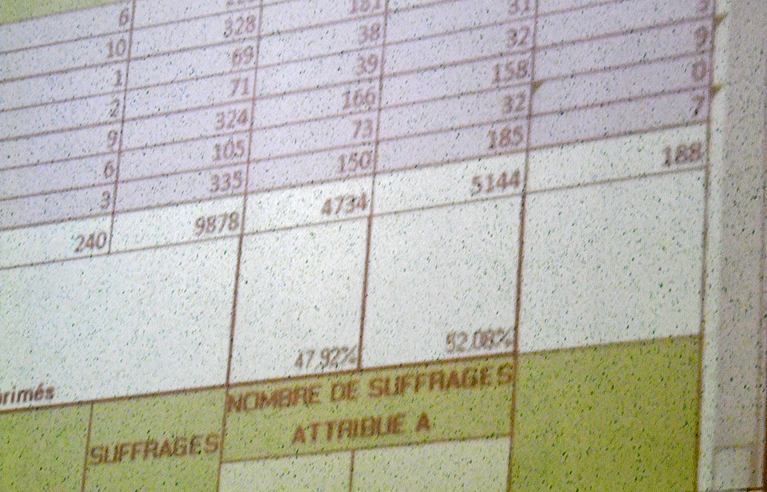 6 181 31
10 328 38 32 9
1 69 39 158 0
2 71 166 32 7
9 324 73 185
6 105 150
3 335
240 9878 4734 5144 188
47.92% 52.08%
SUFFRAGES NOMBRE DE SUFFRAGES
ATTRIBUE A